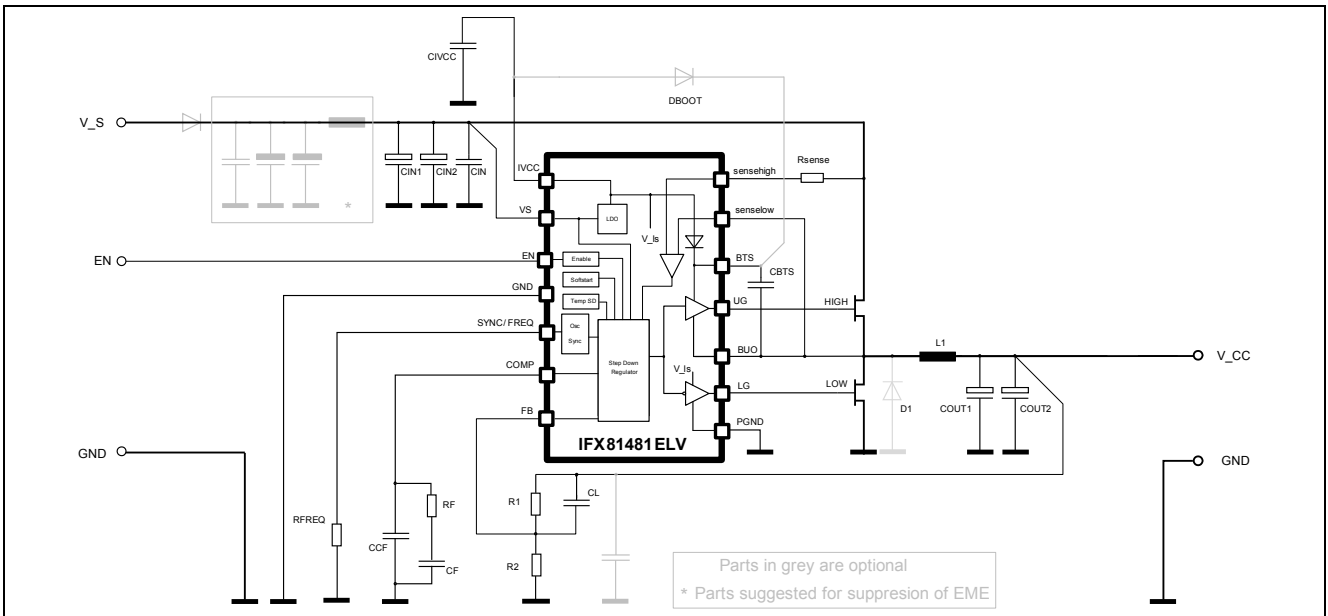 CIVCC
DBOOT
V_S
CIN1
CIN2
CIN
*
IVCC
sensehigh
Rsense
VS
LDO
senselow
V_ls
EN
EN
Enable
BTS
CBTS
Softstart
GND
Temp SD
UG
HIGH
SYNC/ FREQ
Osc
Sync
Step Down
Regulator
BUO
L1
V_CC
COMP
V_ls
LG
LOW
D1
COUT1
COUT2
FB
PGND
IFX81481ELV
GND
GND
R1
CL
RF
RFREQ
CCF
CF
R2
Parts in grey are optional
* Parts suggested for suppresion of EME